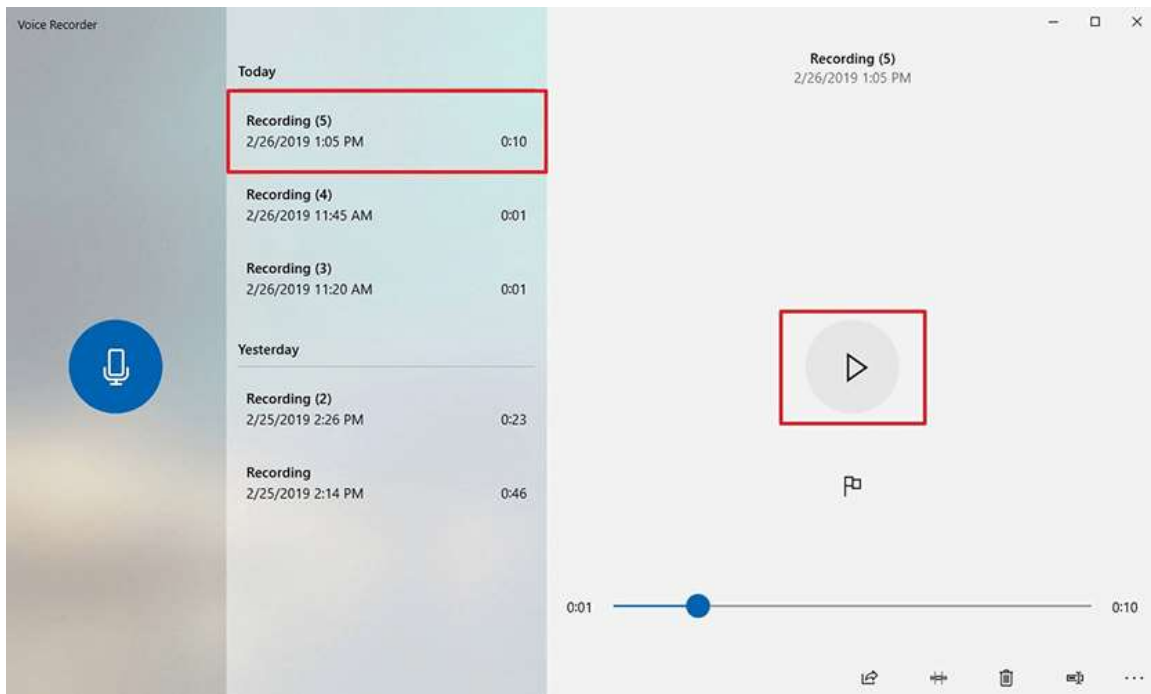 Voice Recorder
Today
Recording (5)
2/26/2019 1:05 PM
0:10
Recording (4)
2/26/2019 11:45 AM
0:01
Recording (3)
2/26/2019 11:20 AM
0:01
Yesterday
Recording (2)
2/25/2019 2:26 PM
0:23
Recording
2/25/2019 2:14 PM
0:46
Recording (5)
2/26/2019 1:05 PM
0:01
0:10